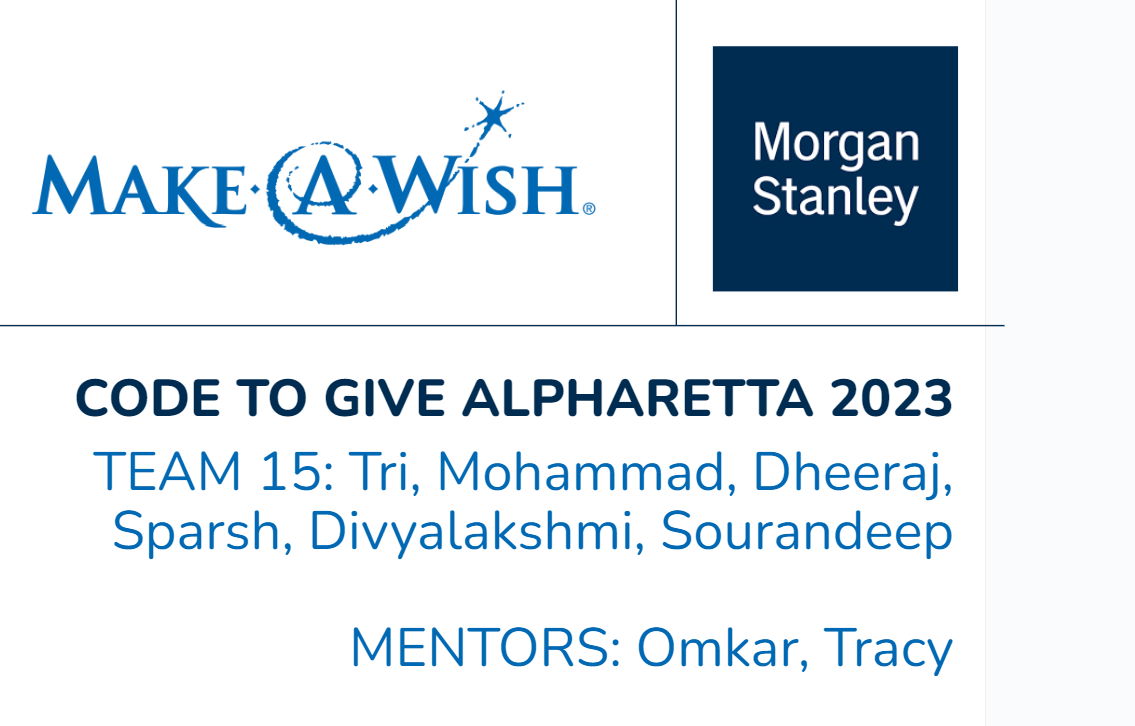 MAKE·A·WISH®
Morgan
Stanley
CODE TO GIVE ALPHARETTA 2023
TEAM 15: Tri, Mohammad, Dheeraj,
Sparsh, Divyalakshmi, Sourandeep
MENTORS: Omkar, Tracy